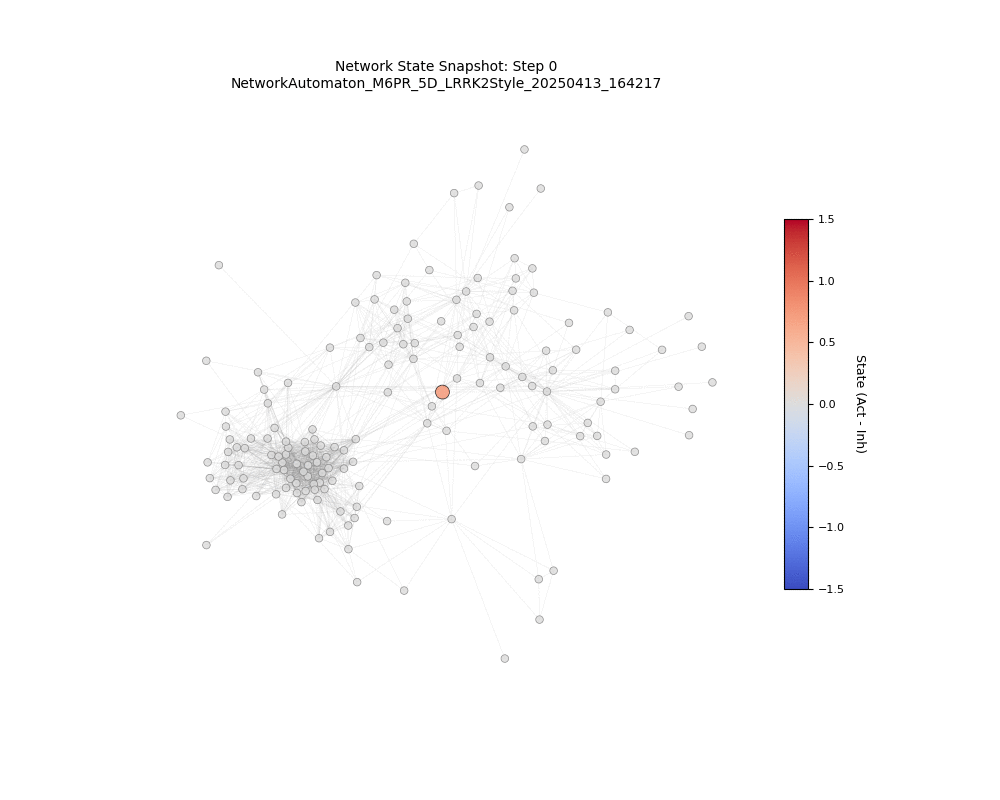 Network State Snapshot: Step 0
NetworkAutomaton_M6PR_5D_LRRK2Style_20250413_164217
1.5
1.0
0.5
0.0
−0.5
−1.0
−1.5
State (Act - Inh)